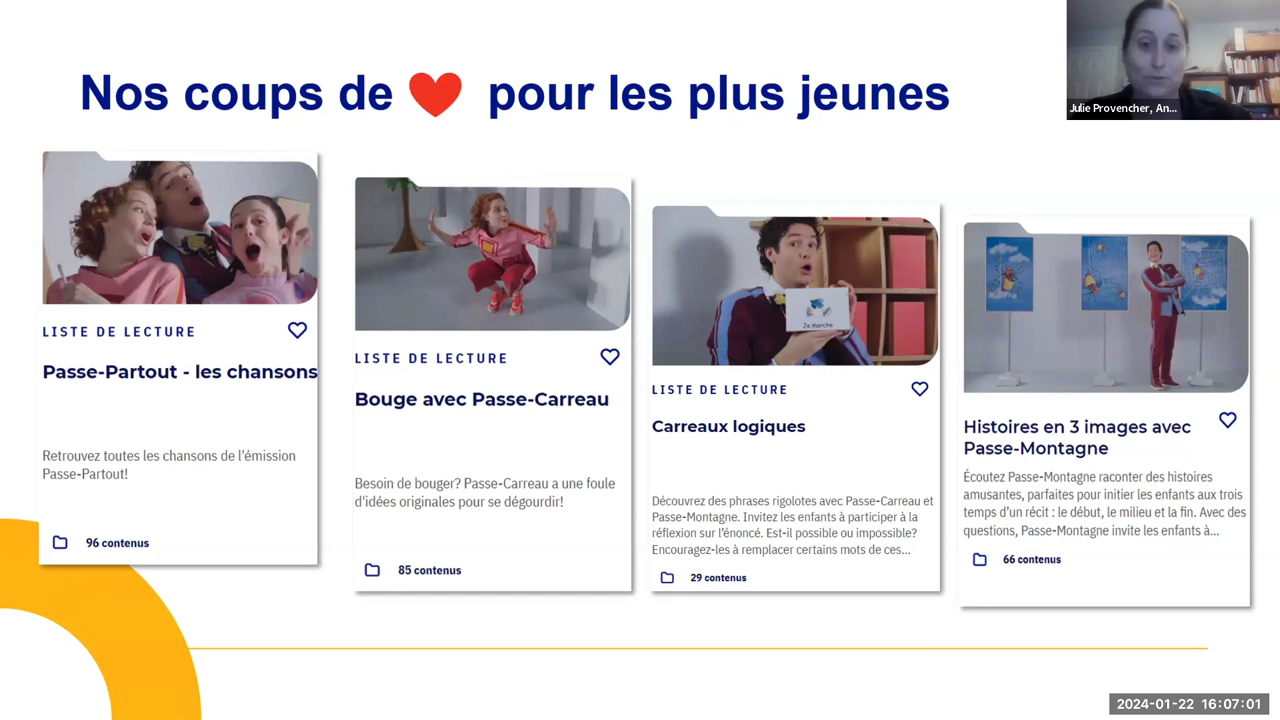 Nos coups de ❤ pour les plus jeunes
Julie Provencher, An...
LISTE DE LECTURE
Passe-Partout - les chansons
Retrouvez toutes les chansons de l'émission
Passe-Partout!
96 contenus
LISTE DE LECTURE
Bouge avec Passe-Carreau
Besoin de bouger? Passe-Carreau a une foule
d'idées originales pour se dégourdir!
85 contenus
Je marche
LISTE DE LECTURE
Carreaux logiques
Découvrez des phrases rigolotes avec Passe-Carreau et
Passe-Montagne. Invitez les enfants à participer à la
réflexion sur l'énoncé. Est-il possible ou impossible?
Encouragez-les à remplacer certains mots de ces...
29 contenus
Histoires en 3 images avec
Passe-Montagne
Écoutez Passe-Montagne raconter des histoires
amusantes, parfaites pour initier les enfants aux trois
temps d'un récit : le début, le milieu et la fin. Avec des
questions, Passe-Montagne invite les enfants à...
66 contenus
2024-01-22 16:07:01